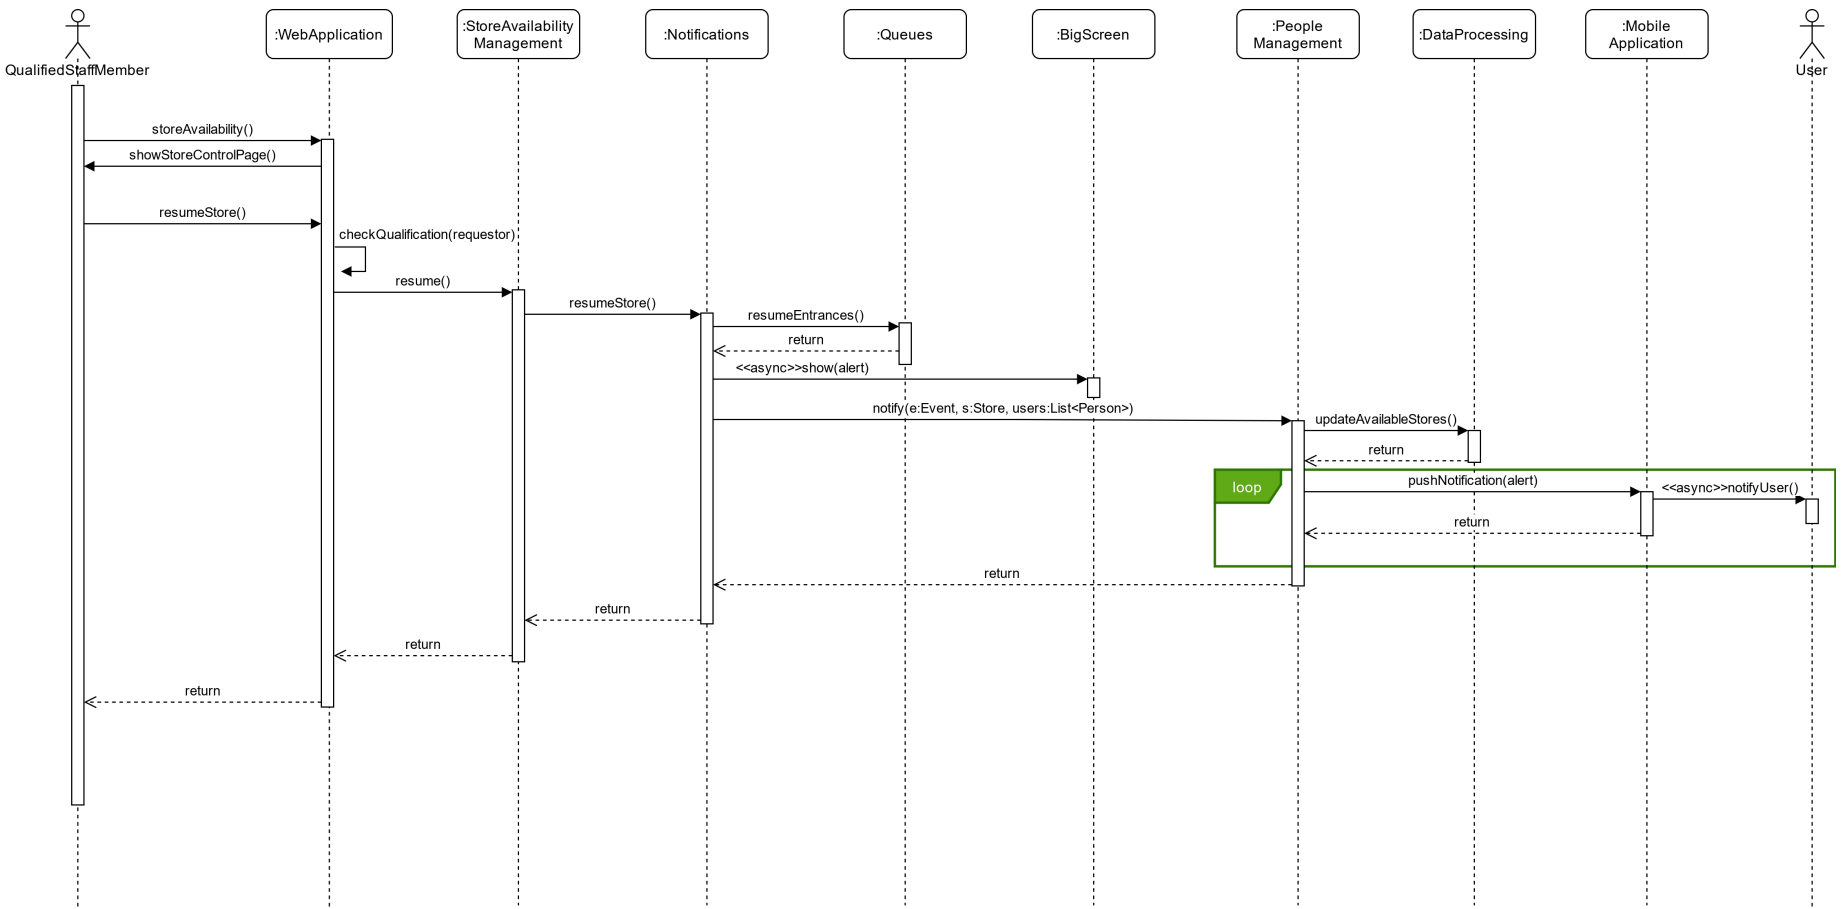 QualifiedStaffMember
:WebApplication
:StoreAvailability
Management
:Notifications
:Queues
:BigScreen
:People
Management
:DataProcessing
:Mobile
Application
User
storeAvailability()
showStoreControlPage()
resumeStore()
checkQualification(requestor)
resume()
resumeStore()
resumeEntrances()
return
<<async>>show(alert)
notify(e:Event, s:Store, users:List<Person>)
updateAvailableStores()
return
loop
pushNotification(alert)
<<async>>notifyUser()
return
return
return
return
return